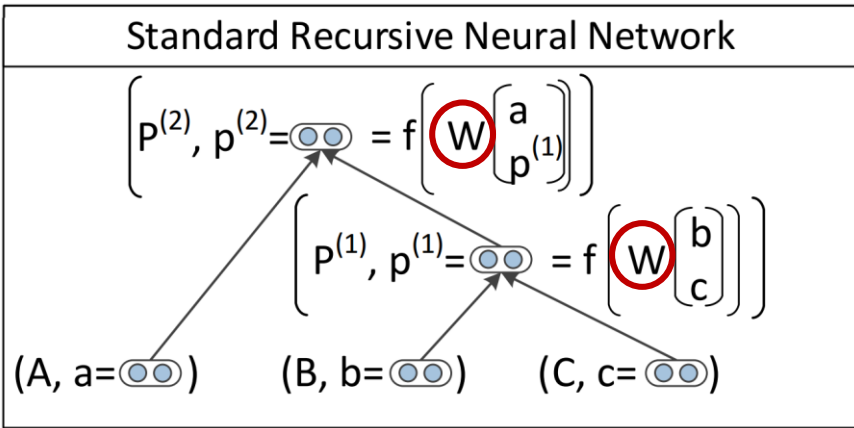 Standard Recursive Neural Network
(P(2), p(2)= = f(W[a p(1)]))
(P(1), p(1)= = f(W[b c]))
(A, a= )
(B, b= )
(C, c= )